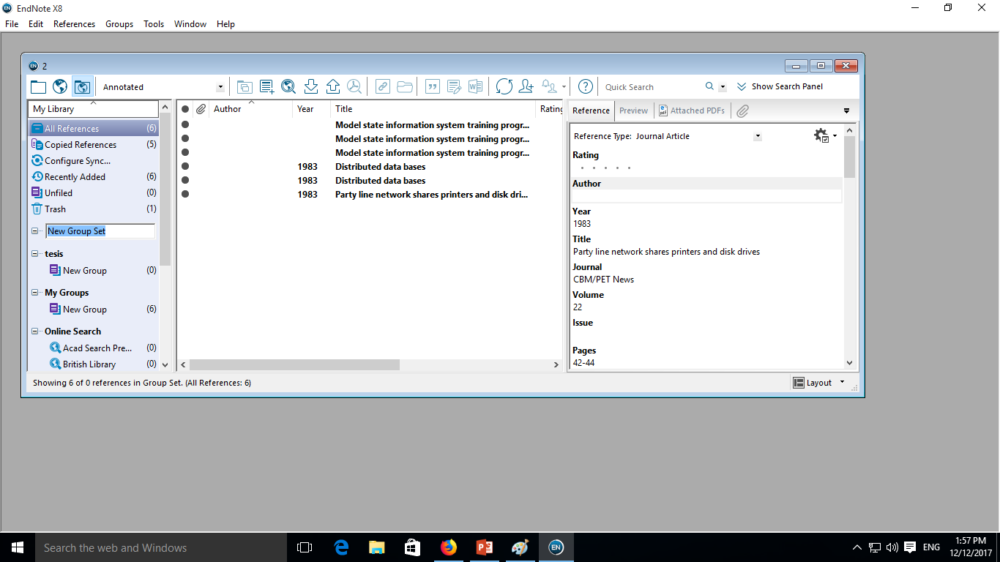 EndNote X8
File Edit References Groups Tools Window Help
2
Annotated
Quick Search
Show Search Panel
My Library
All References (6)
Copied References (5)
Configure Sync...
Recently Added (6)
Unfiled (0)
Trash (1)
New Group Set
tesis
New Group (0)
My Groups
New Group (6)
Online Search
Acad Search Pre... (0)
British Library (0)
Author Year Title Rating
Model state information system training progr...
Model state information system training progr...
Model state information system training progr...
1983 Distributed data bases
1983 Distributed data bases
1983 Party line network shares printers and disk dri...
Reference Preview Attached PDFs
Reference Type: Journal Article
Rating
Author
Year
1983
Title
Party line network shares printers and disk drives
Journal
CBM/PET News
Volume
22
Issue
Pages
42-44
Showing 6 of 0 references in Group Set. (All References: 6)
Layout
Search the web and Windows
ENG
1:57 PM
12/12/2017